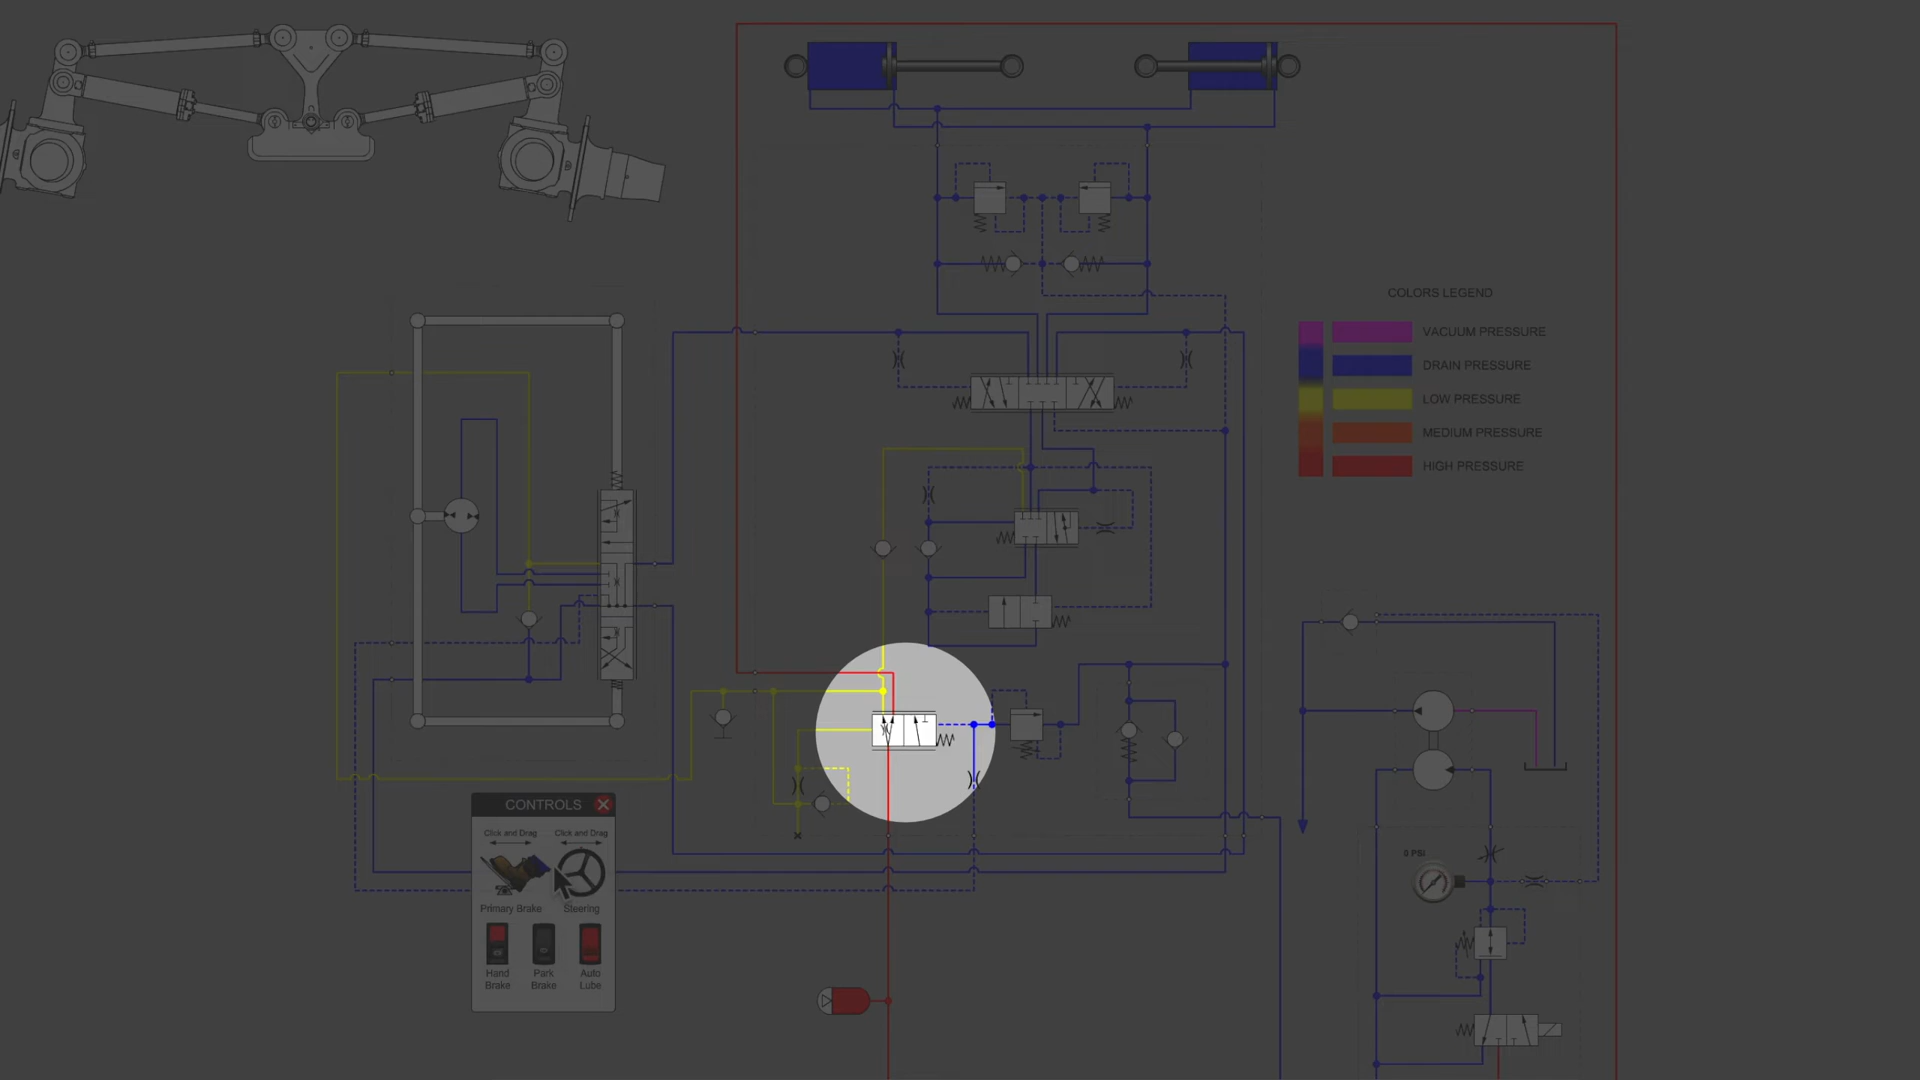 COLORS LEGEND
VACUUM PRESSURE
DRAIN PRESSURE
LOW PRESSURE
MEDIUM PRESSURE
HIGH PRESSURE
CONTROLS
Click and Drag
Click and Drag
Primary Brake
Steering
Hand Brake
Park Brake
Auto Lube
0 PSI